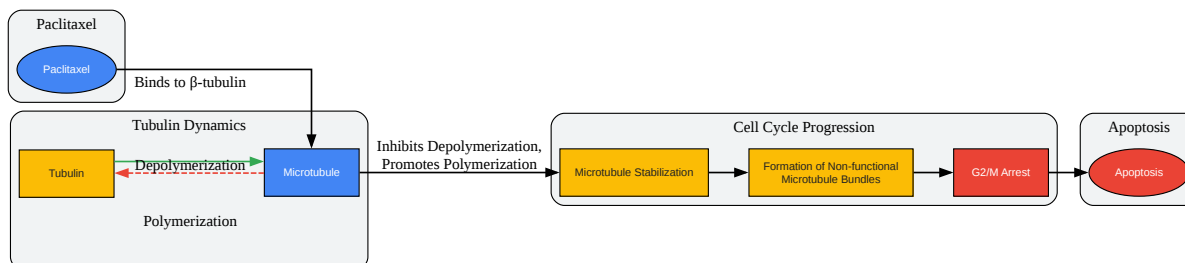 Paclitaxel
Paclitaxel
Binds to β-tubulin
Tubulin Dynamics
Tubulin
Depolymerization
Microtubule
Polymerization
Inhibits Depolymerization,
Promotes Polymerization
Cell Cycle Progression
Microtubule Stabilization
Formation of Non-functional
Microtubule Bundles
G2/M Arrest
Apoptosis
Apoptosis